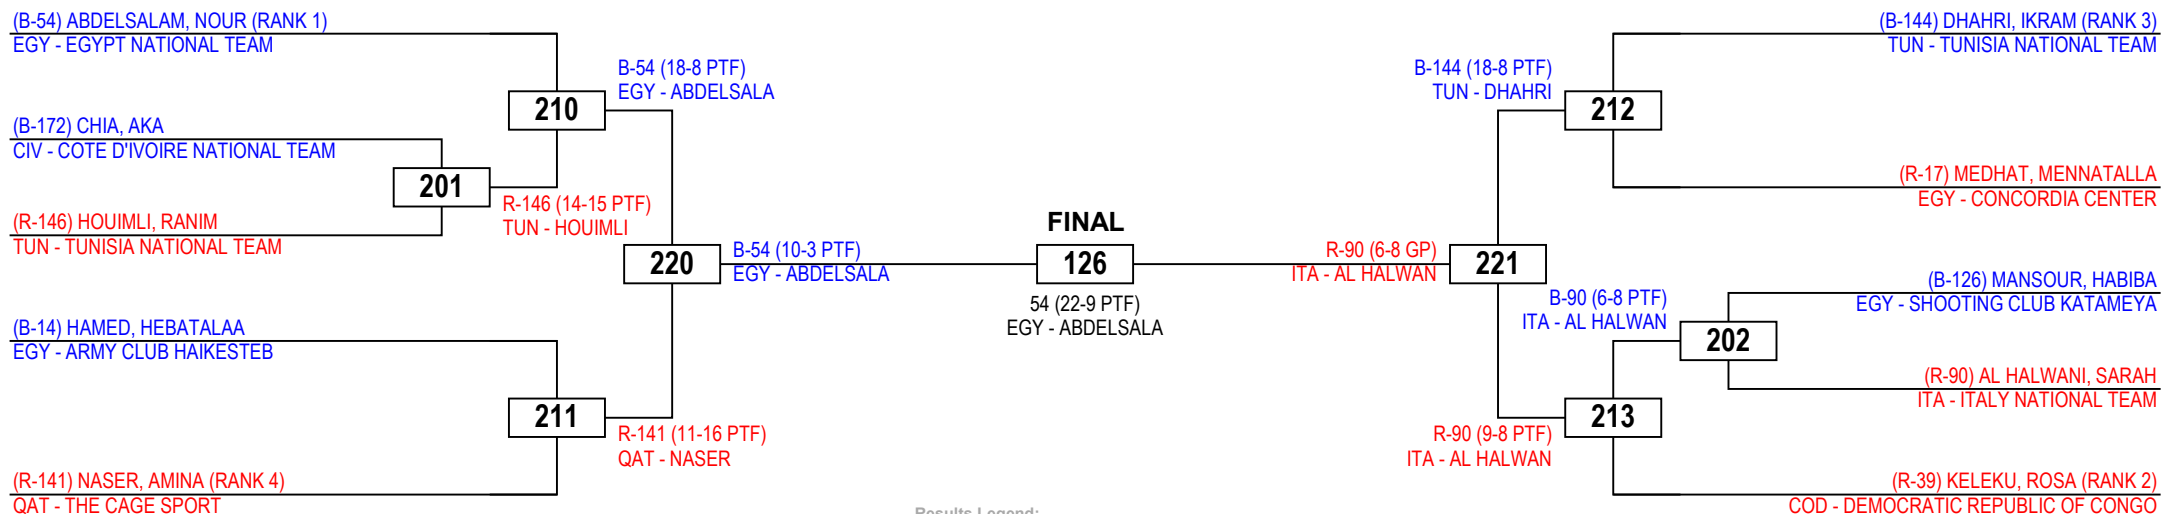 (B-54) ABDELSALAM, NOUR (RANK 1)
EGY - EGYPT NATIONAL TEAM
(B-172) CHIA, AKA
CIV - COTE D'IVOIRE NATIONAL TEAM
(R-146) HOUIMLI, RANIM
TUN - TUNISIA NATIONAL TEAM
(B-14) HAMED, HEBATALAA
EGY - ARMY CLUB HAIKESTEB
(R-141) NASER, AMINA (RANK 4)
QAT - THE CAGE SPORT
201
210
211
R-146 (14-15 PTF)
TUN - HOUIMLI
B-54 (18-8 PTF)
EGY - ABDELSALA
R-141 (11-16 PTF)
QAT - NASER
220
B-54 (10-3 PTF)
EGY - ABDELSALA
FINAL
126
54 (22-9 PTF)
EGY - ABDELSALA
R-90 (6-8 GP)
ITA - AL HALWAN
221
B-144 (18-8 PTF)
TUN - DHAHRI
R-90 (9-8 PTF)
ITA - AL HALWAN
212
213
B-90 (6-8 PTF)
ITA - AL HALWAN
202
(B-144) DHAHRI, IKRAM (RANK 3)
TUN - TUNISIA NATIONAL TEAM
(R-17) MEDHAT, MENNATALLA
EGY - CONCORDIA CENTER
(B-126) MANSOUR, HABIBA
EGY - SHOOTING CLUB KATAMEYA
(R-90) AL HALWANI, SARAH
ITA - ITALY NATIONAL TEAM
(R-39) KELEKU, ROSA (RANK 2)
COD - DEMOCRATIC REPUBLIC OF CONGO
Results Legend: